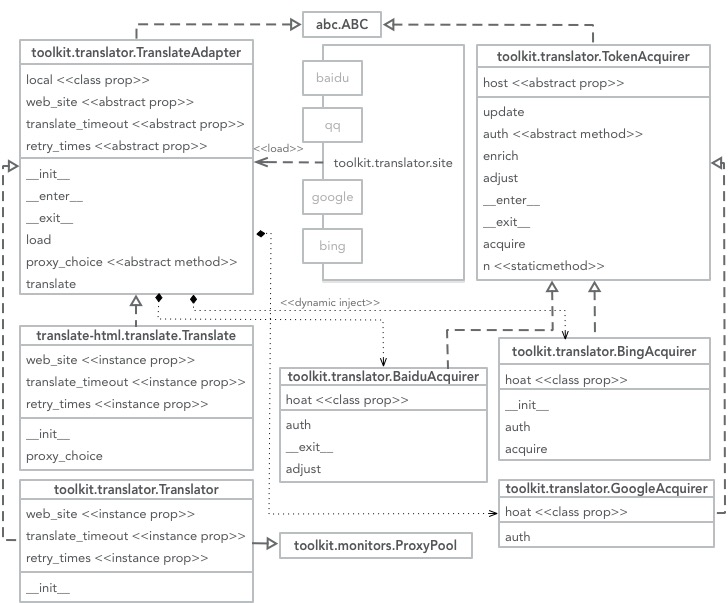 abc.ABC
toolkit.translator.TranslateAdapter
local <<class prop>>
web_site <<abstract prop>>
translate_timeout <<abstract prop>>
retry_times <<abstract prop>>
__init__
__enter__
__exit__
load
proxy_choice <<abstract method>>
translate
baidu
qq
<<load>>
toolkit.translator.site
google
bing
toolkit.translator.TokenAcquirer
host <<abstract prop>>
update
auth <<abstract method>>
enrich
adjust
__enter__
__exit__
acquire
n <<staticmethod>>
<<dynamic inject>>
translate-html.translate.Translate
web_site <<instance prop>>
translate_timeout <<instance prop>>
retry_times <<instance prop>>
__init__
proxy_choice
toolkit.translator.BaiduAcquirer
hoat <<class prop>>
auth
__exit__
adjust
toolkit.translator.BingAcquirer
hoat <<class prop>>
__init__
auth
acquire
toolkit.translator.Translator
web_site <<instance prop>>
translate_timeout <<instance prop>>
retry_times <<instance prop>>
__init__
toolkit.monitors.ProxyPool
toolkit.translator.GoogleAcquirer
hoat <<class prop>>
auth